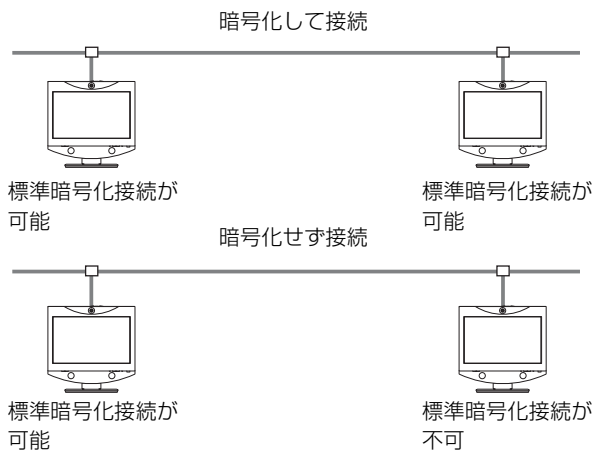 暗号化して接続
標準暗号化接続が
可能
標準暗号化接続が
可能
暗号化せず接続
標準暗号化接続が
可能
標準暗号化接続が
不可